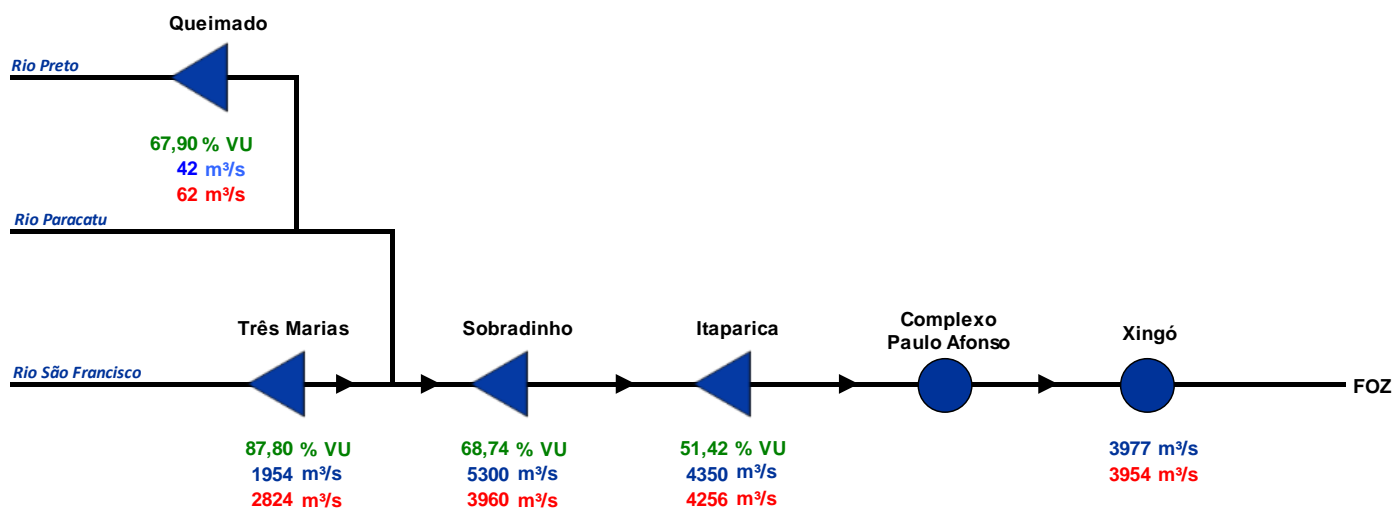 Queimado
Rio Preto
67,90 % VU
42 m³/s
62 m³/s
Rio Paracatu
Três Marias
Sobradinho
Itaparica
Complexo
Paulo Afonso
Xingó
Rio São Francisco
FOZ
87,80 % VU
1954 m³/s
2824 m³/s
68,74 % VU
5300 m³/s
3960 m³/s
51,42 % VU
4350 m³/s
4256 m³/s
3977 m³/s
3954 m³/s